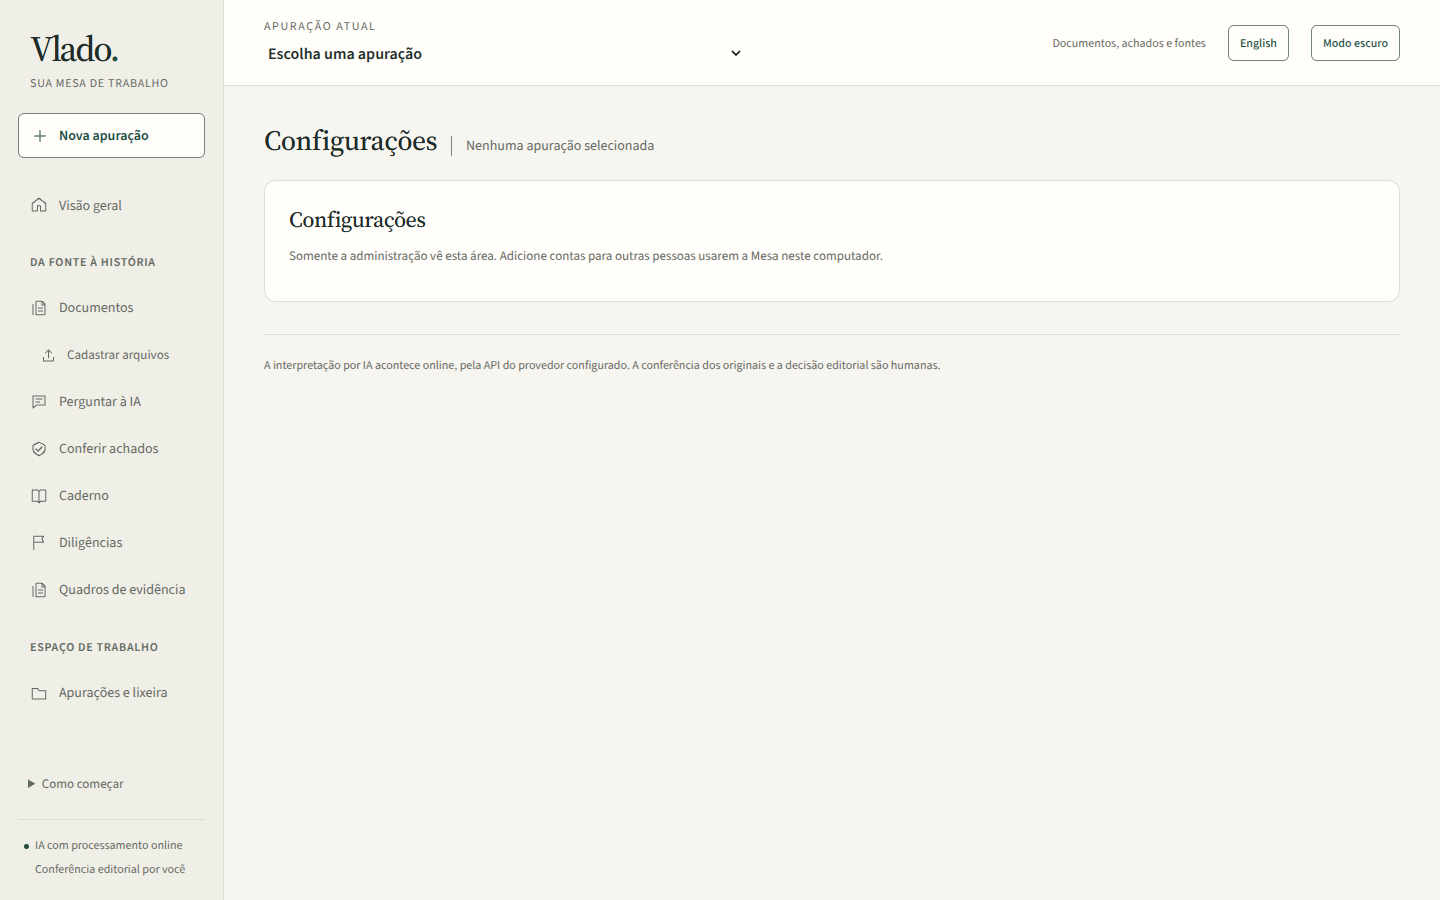 Vlado.
SUA MESA DE TRABALHO
Nova apuração
Visão geral
DA FONTE À HISTÓRIA
Documentos
Cadastrar arquivos
Perguntar à IA
Conferir achados
Caderno
Diligências
Quadros de evidência
ESPAÇO DE TRABALHO
Apurações e lixeira
Como começar
IA com processamento online
Conferência editorial por você
APURAÇÃO ATUAL
Escolha uma apuração
Documentos, achados e fontes
English
Modo escuro
Configurações
Nenhuma apuração selecionada
Configurações
Somente a administração vê esta área. Adicione contas para outras pessoas usarem a Mesa neste computador.
A interpretação por IA acontece online, pela API do provedor configurado. A conferência dos originais e a decisão editorial são humanas.